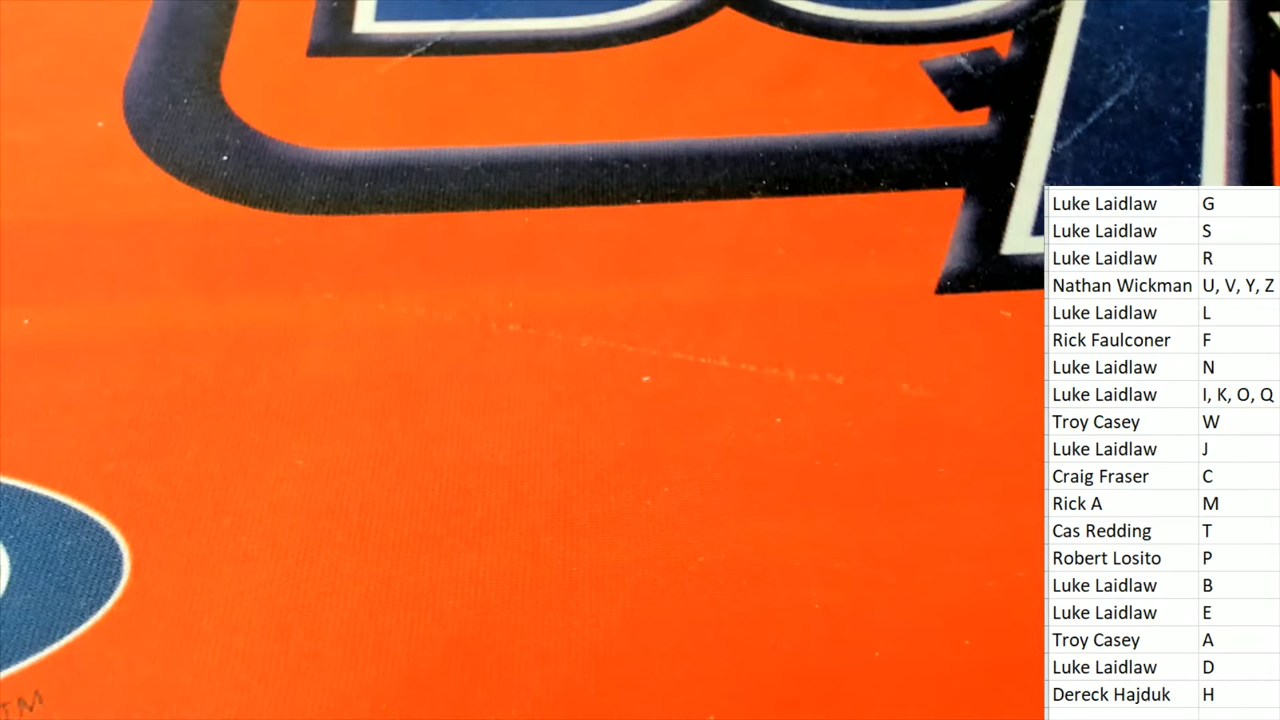 Luke Laidlaw G
Luke Laidlaw S
Luke Laidlaw R
Nathan Wickman U, V, Y, Z
Luke Laidlaw L
Rick Faulconer F
Luke Laidlaw N
Luke Laidlaw I, K, O, Q
Troy Casey W
Luke Laidlaw J
Craig Fraser C
Rick A M
Cas Redding T
Robert Losito P
Luke Laidlaw B
Luke Laidlaw E
Troy Casey A
Luke Laidlaw D
Dereck Hajduk H
TM